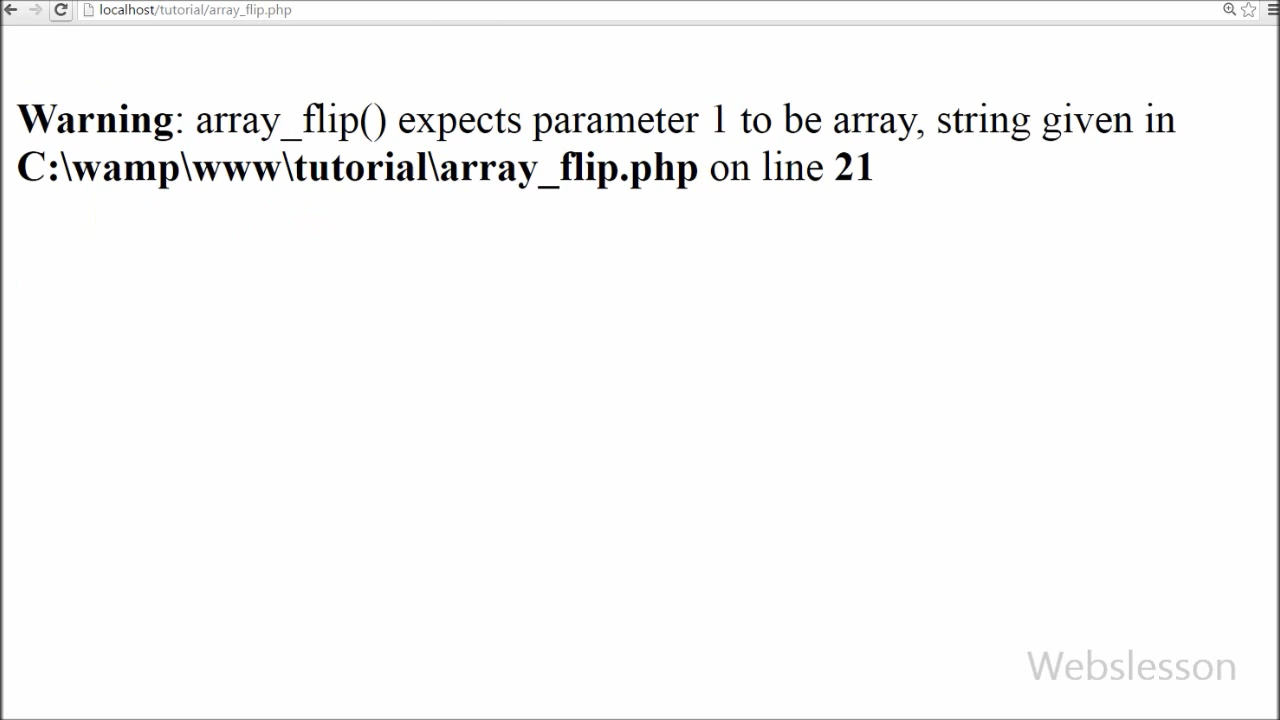 localhost/tutorial/array_flip.php
Warning: array_flip() expects parameter 1 to be array, string given in
C:\wamp\www\tutorial\array_flip.php on line 21
Webslesson